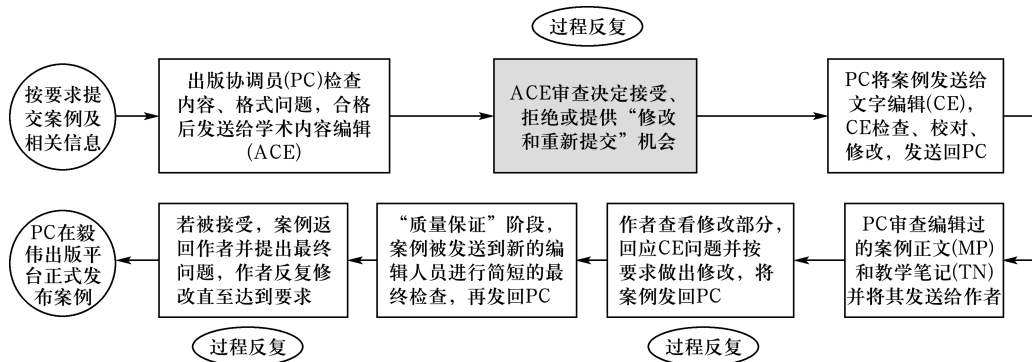 过程反复
按要求提
交案例及
相关信息
出版协调员(PC)检查
内容、格式问题，合格
后发送给学术内容编辑
(ACE)
ACE审查决定接受、
拒绝或提供“修改
和重新提交”机会
PC将案例发送给
文字编辑(CE)，
CE检查、校对、
修改，发送回PC
PC审查编辑过
的案例正文(MP)
和教学笔记(TN)
并将其发送给作者
作者查看修改部分，
回应CE问题并按
要求做出修改，将
案例发回PC
“质量保证”阶段，
案例被发送到新的编
辑人员进行简短的最
终检查，再发回PC
若被接受，案例返
回作者并提出最终
问题，作者反复修
改直至达到要求
PC在毅
伟出版平
台正式发
布案例
过程反复
过程反复